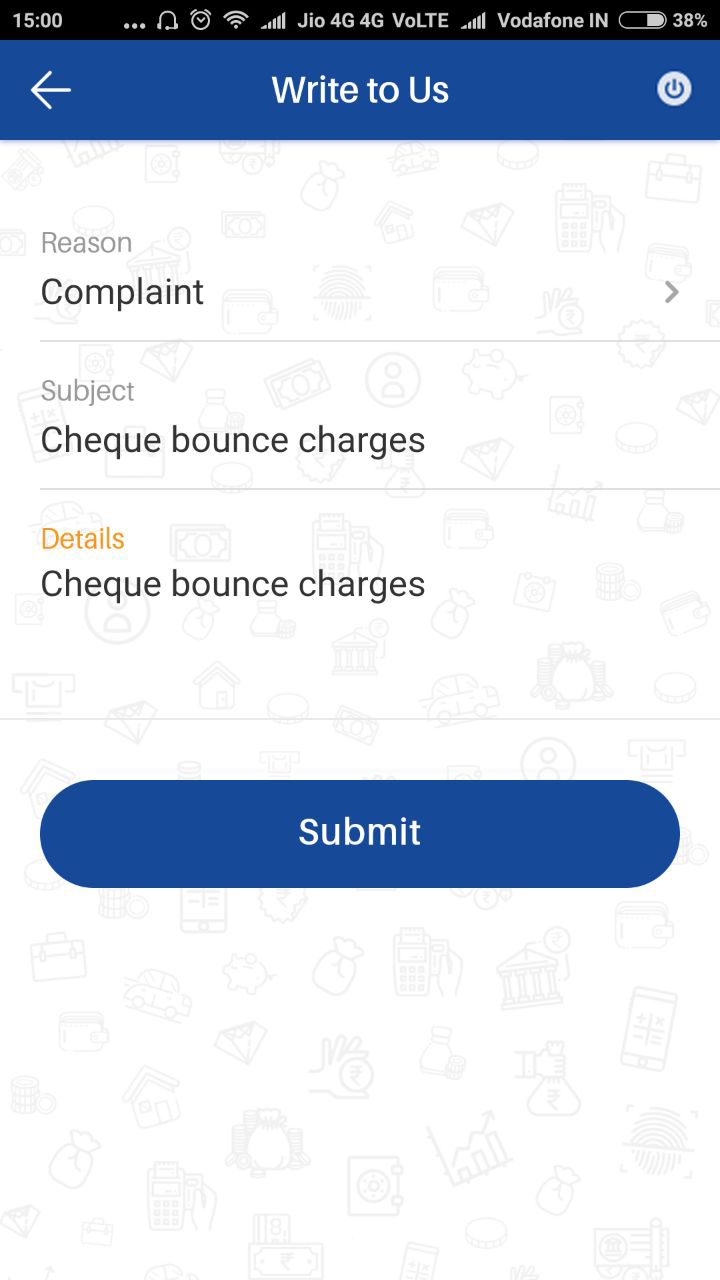 15:00 ... Jio 4G 4G VoLTE Vodafone IN 38%
Write to Us
Reason
Complaint
Subject
Cheque bounce charges
Details
Cheque bounce charges
Submit